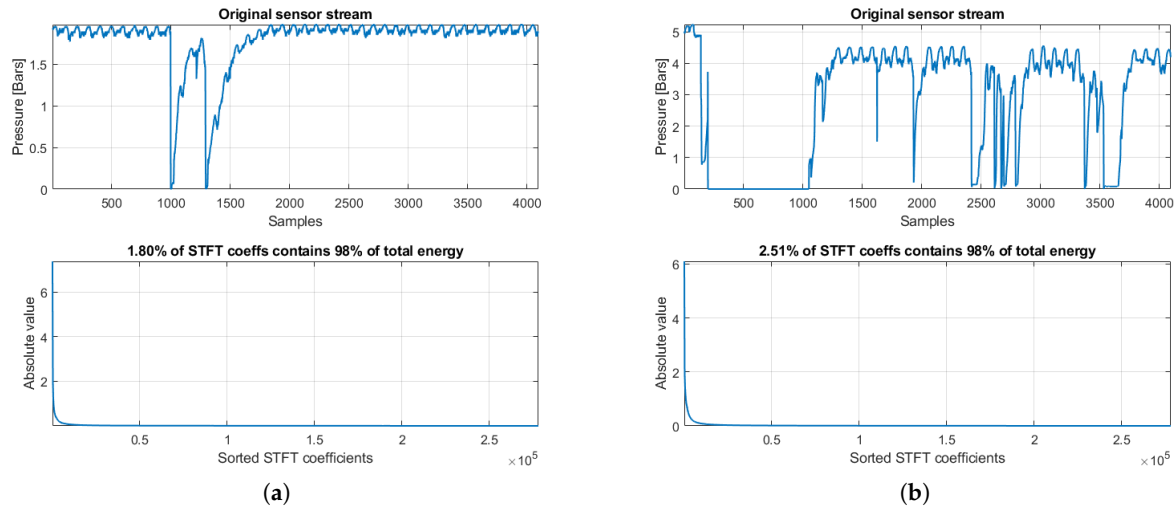 Original sensor stream
Pressure [Bars]
1.5
1
0.5
0
500 1000 1500 2000 2500 3000 3500 4000
Samples
1.80% of STFT coeffs contains 98% of total energy
Absolute value
6
4
2
0.5 1 1.5 2 2.5
Sorted STFT coefficients
×10^5
(a)
Original sensor stream
Pressure [Bars]
5
4
3
2
1
0
500 1000 1500 2000 2500 3000 3500 4000
Samples
2.51% of STFT coeffs contains 98% of total energy
Absolute value
6
4
2
0
0.5 1 1.5 2 2.5
Sorted STFT coefficients
×10^5
(b)